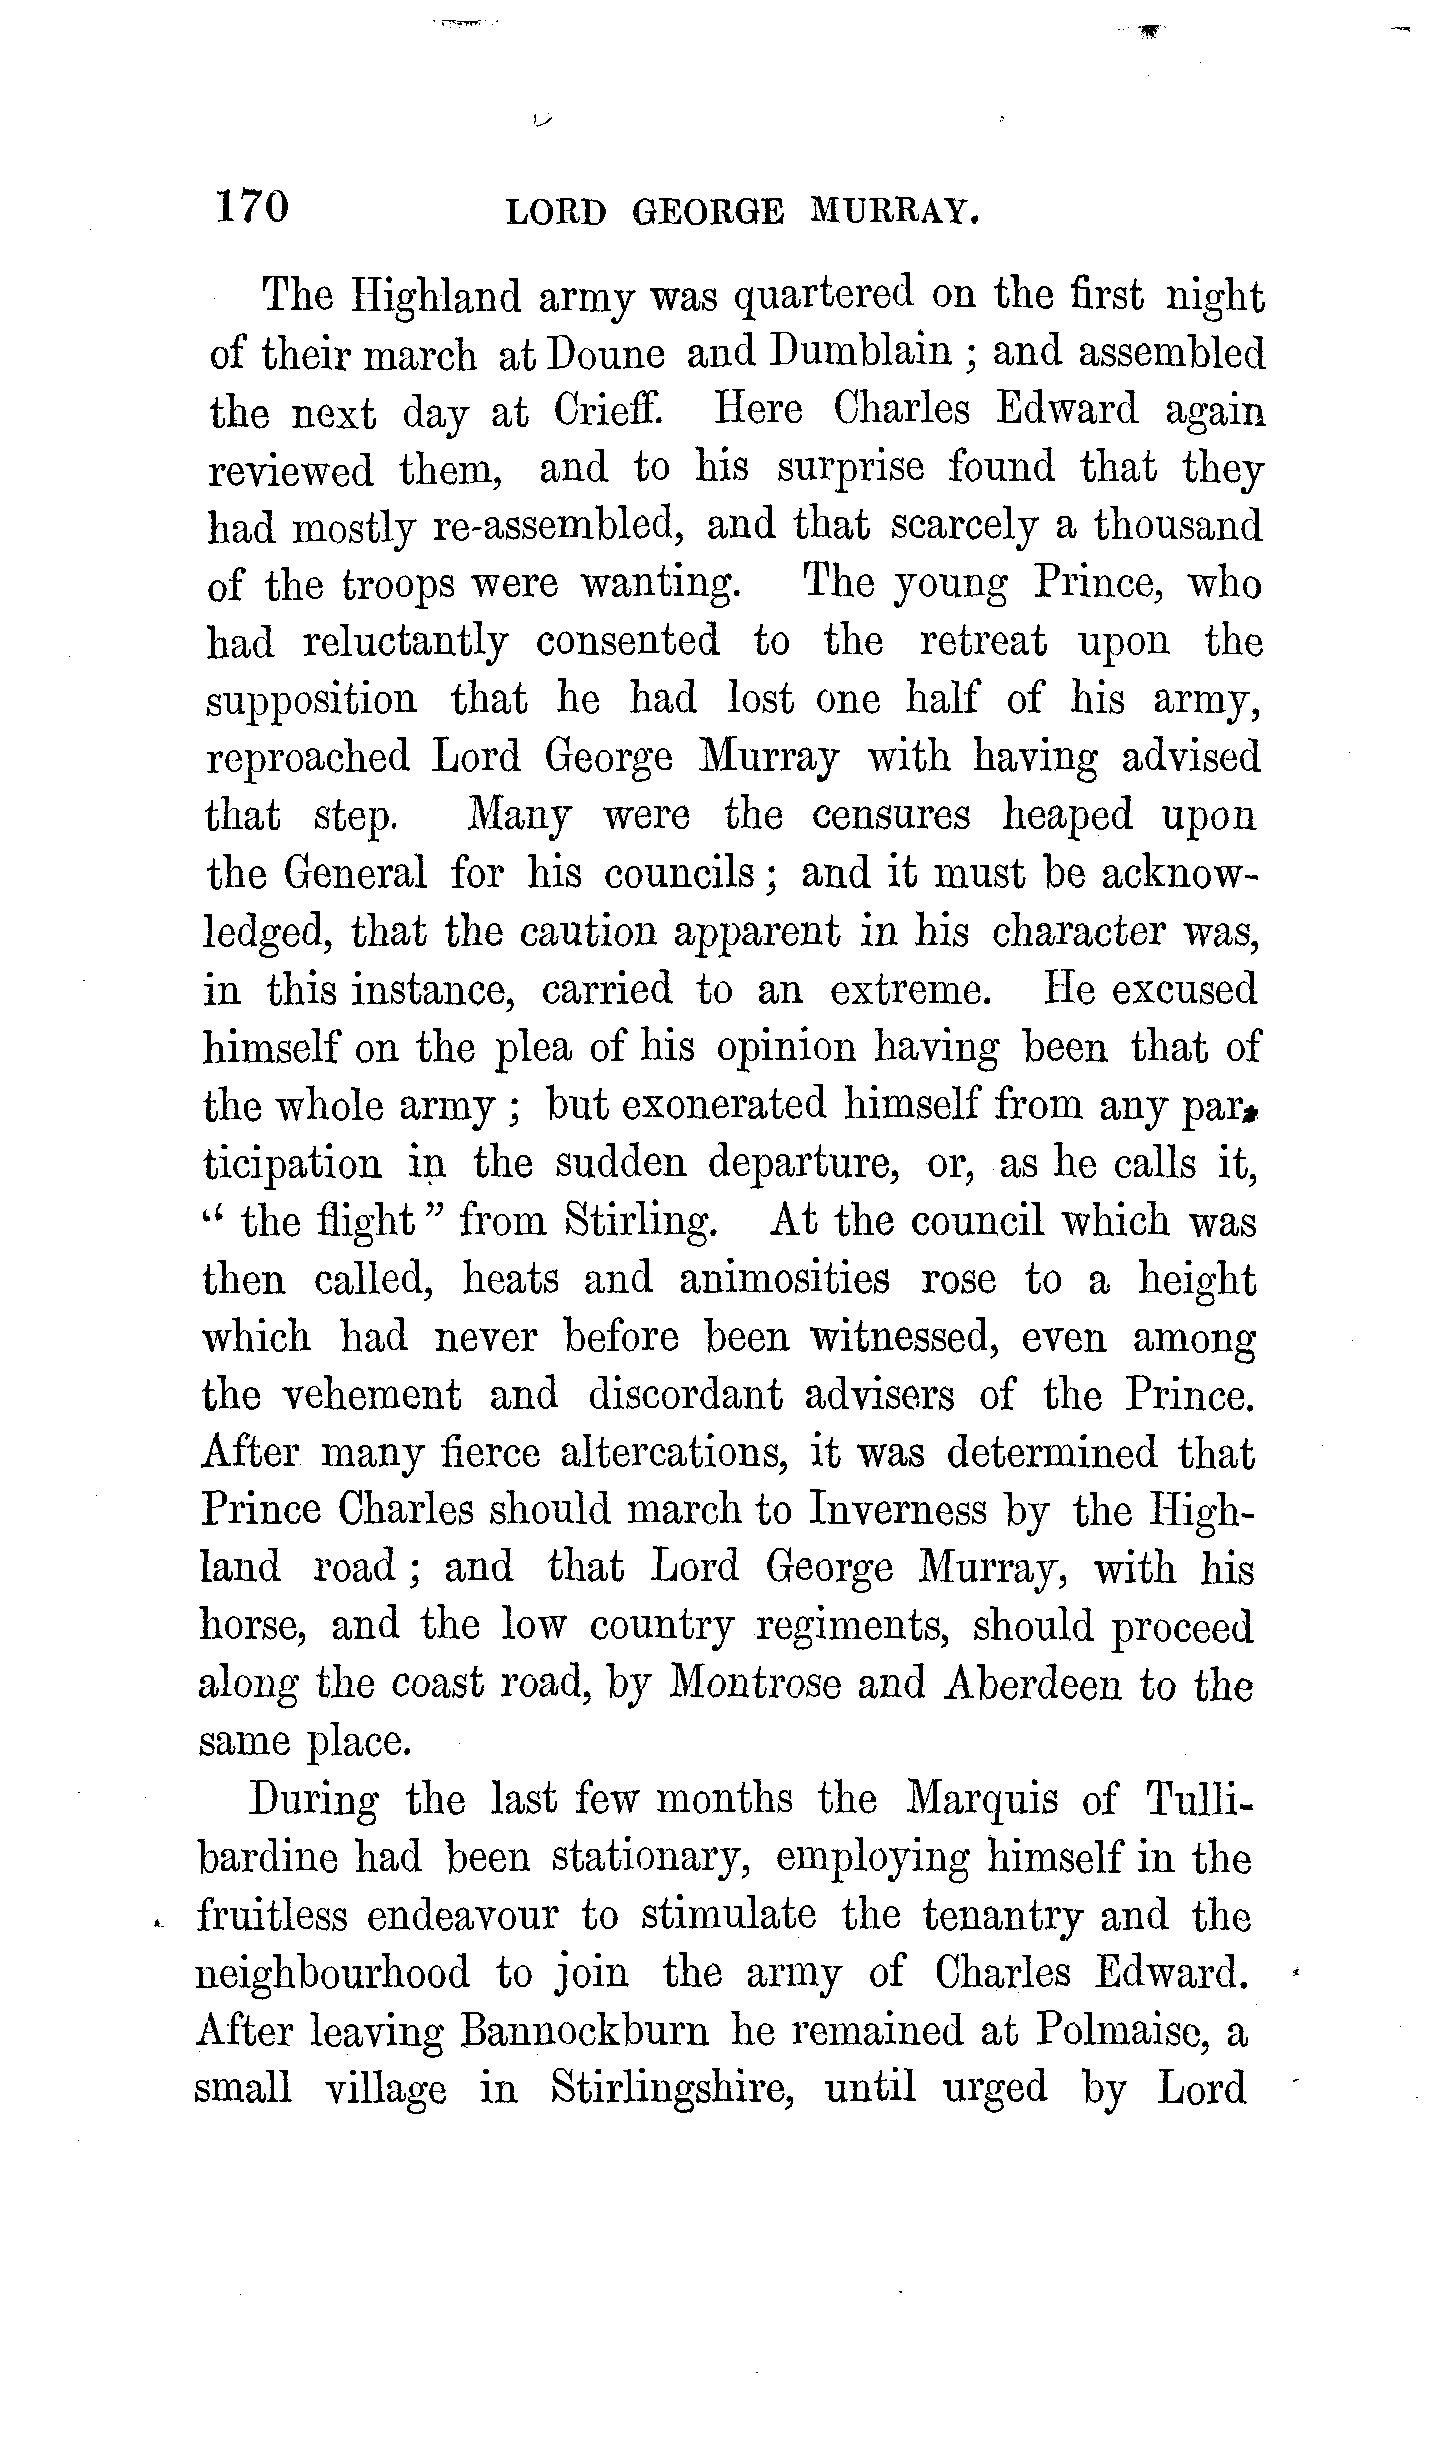 170 LORD GEORGE MURRAY.
The Highland army was quartered on the first night
of their march at Doune and Dumblain ; and assembled
the next day at Crieff. Here Charles Edward again
reviewed them, and to his surprise found that they
had mostly re-assembled, and that scarcely a thousand
of the troops were wanting. The young Prince, who
had reluctantly consented to the retreat upon the
supposition that he had lost one half of his army,
reproached Lord George Murray with having advised
that step. Many were the censures heaped upon
the General for his councils ; and it must be acknow-
ledged, that the caution apparent in his character was,
in this instance, carried to an extreme. He excused
himself on the plea of his opinion having been that of
the whole army ; but exonerated himself from any par-
ticipation in the sudden departure, or, as he calls it,
“ the flight ” from Stirling. At the council which was
then called, heats and animosities rose to a height
which had never before been witnessed, even among
the vehement and discordant advisers of the Prince.
After many fierce altercations, it was determined that
Prince Charles should march to Inverness by the High-
land road ; and that Lord George Murray, with his
horse, and the low country regiments, should proceed
along the coast road, by Montrose and Aberdeen to the
same place.
During the last few months the Marquis of Tulli-
bardine had been stationary, employing himself in the
fruitless endeavour to stimulate the tenantry and the
neighbourhood to join the army of Charles Edward.
After leaving Bannockburn he remained at Polmaise, a
small village in Stirlingshire, until urged by Lord